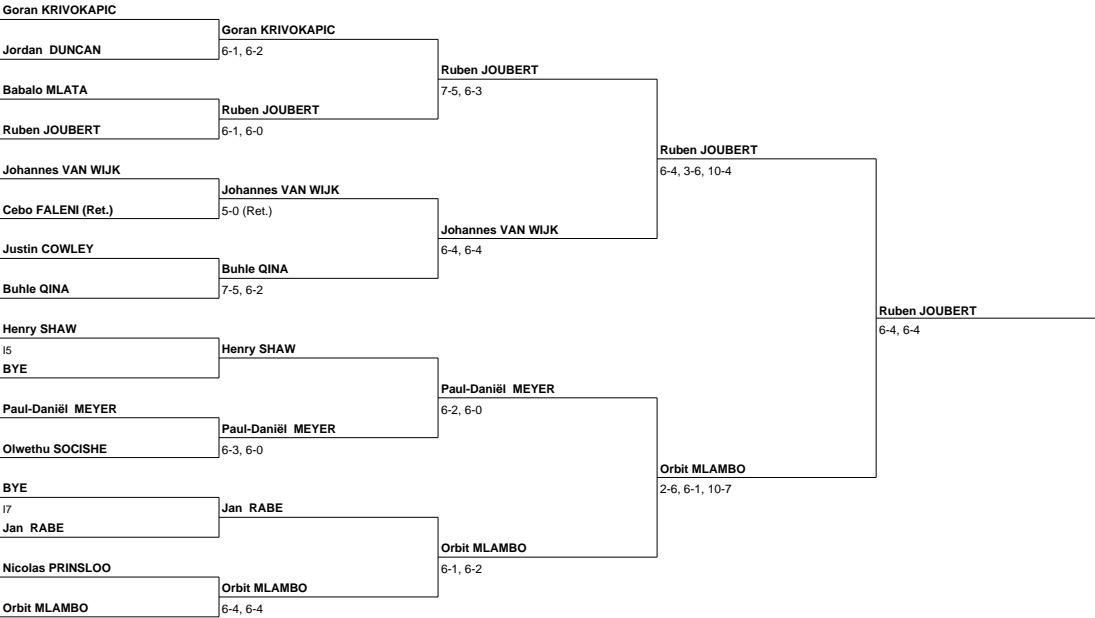 Goran KRIVOKAPIC
Jordan  DUNCAN
Babalo MLATA
Ruben JOUBERT
Johannes VAN WIJK
Cebo FALENI (Ret.)
Justin COWLEY
Buhle QINA
Henry SHAW
I5
BYE
Paul-Daniël  MEYER
Olwethu SOCISHE
BYE
I7
Jan  RABE
Nicolas PRINSLOO
Orbit MLAMBO
Goran KRIVOKAPIC
6-1, 6-2
Ruben JOUBERT
6-1, 6-0
Johannes VAN WIJK
5-0 (Ret.)
Buhle QINA
7-5, 6-2
Henry SHAW
Paul-Daniël  MEYER
6-3, 6-0
Jan  RABE
Orbit MLAMBO
6-4, 6-4
Ruben JOUBERT
7-5, 6-3
Johannes VAN WIJK
6-4, 6-4
Paul-Daniël  MEYER
6-2, 6-0
Orbit MLAMBO
6-1, 6-2
Ruben JOUBERT
6-4, 3-6, 10-4
Orbit MLAMBO
2-6, 6-1, 10-7
Ruben JOUBERT
6-4, 6-4